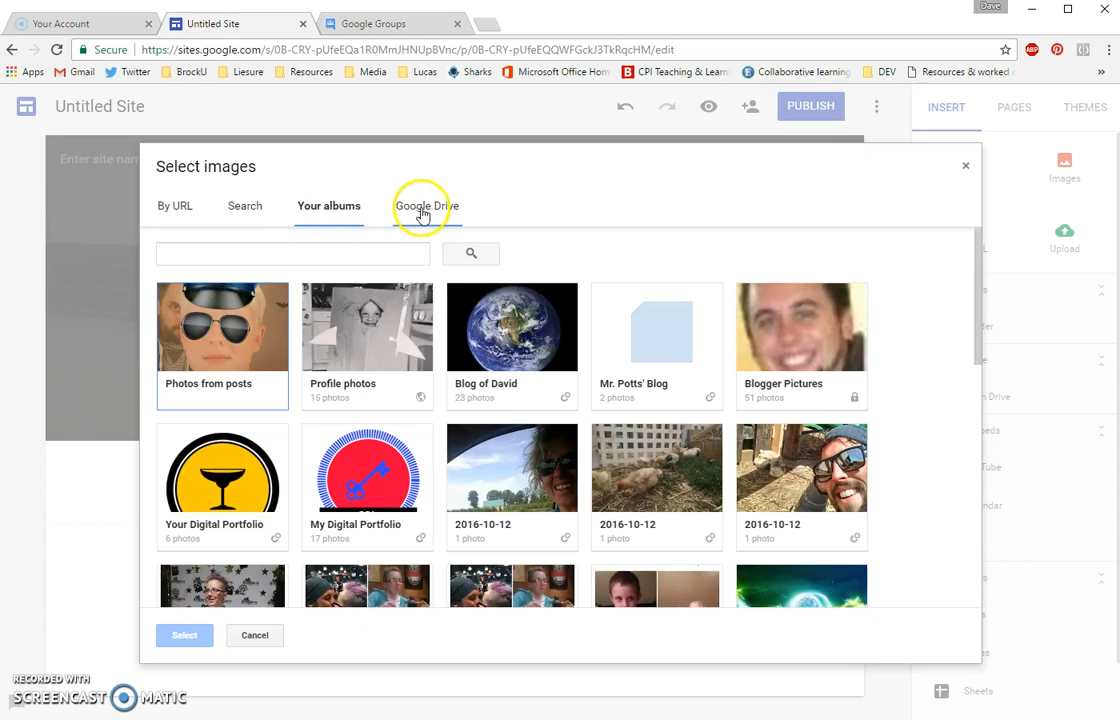 Dave
Your Account
Untitled Site
Google Groups
Secure
https://sites.google.com/s/0B-CRY-pUfeEQa1R0MmJHNUpBVnc/p/0B-CRY-pUfeEQQWFGckJ3TkRqcHM/edit
ABP
Apps
Gmail
Twitter
BrockU
Liesure
Resources
Media
Lucas
Sharks
Microsoft Office Hom
CPI Teaching & Learn
Collaborative learning
DEV
Resources & worked
Untitled Site
PUBLISH
INSERT
PAGES
THEMES
Enter site nam
Select images
Images
By URL
Search
Your albums
Google Drive
Upload
Photos from posts
Profile photos
15 photos
Blog of David
23 photos
Mr. Potts' Blog
2 photos
Blogger Pictures
51 photos
Your Digital Portfolio
6 photos
My Digital Portfolio
17 photos
2016-10-12
1 photo
2016-10-12
1 photo
2016-10-12
1 photo
Select
Cancel
Sheets
RECORDED WITH
SCREENCAST MATIC